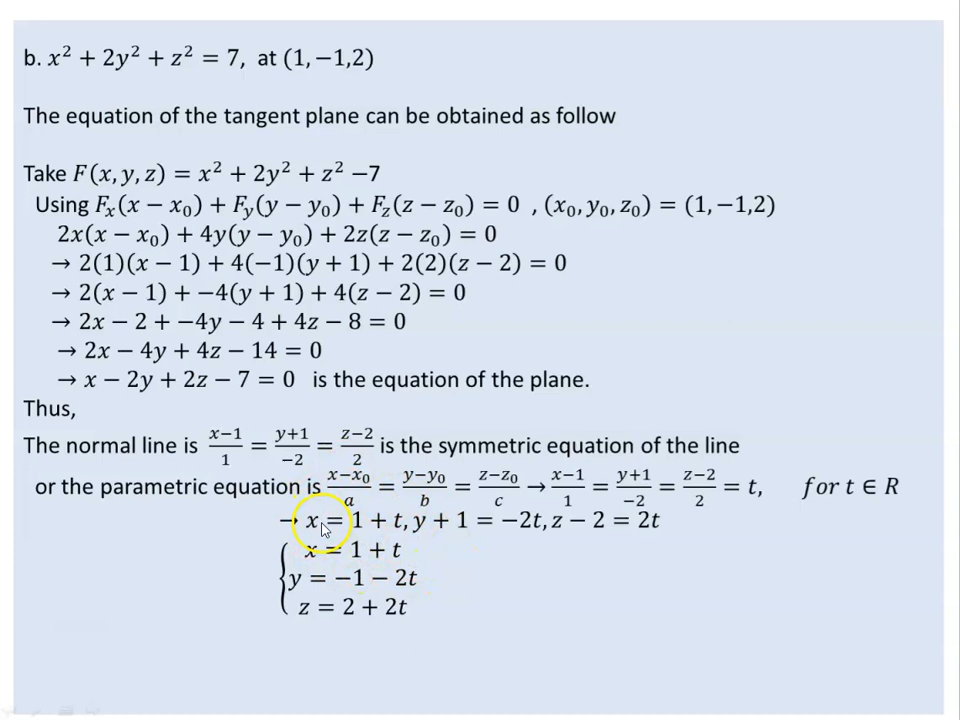 b. x² + 2y² + z² = 7, at (1, −1,2)
The equation of the tangent plane can be obtained as follow
Take F(x, y, z) = x² + 2y² + z² −7
Using Fₓ(x − x₀) + F_y(y − y₀) + F_z(z − z₀) = 0 , (x₀, y₀, z₀) = (1, −1,2)
2x(x − x₀) + 4y(y − y₀) + 2z(z − z₀) = 0
→ 2(1)(x − 1) + 4(−1)(y + 1) + 2(2)(z − 2) = 0
→ 2(x − 1) + −4(y + 1) + 4(z − 2) = 0
→ 2x − 2 + −4y − 4 + 4z − 8 = 0
→ 2x − 4y + 4z − 14 = 0
→ x − 2y + 2z − 7 = 0 is the equation of the plane.
Thus,
The normal line is (x−1)/1 = (y+1)/−2 = (z−2)/2 is the symmetric equation of the line
or the parametric equation is (x−x₀)/a = (y−y₀)/b = (z−z₀)/c → (x−1)/1 = (y+1)/−2 = (z−2)/2 = t, for t ∈ R
→ x = 1 + t, y + 1 = −2t, z − 2 = 2t
{ x = 1 + t
y = −1 − 2t
z = 2 + 2t